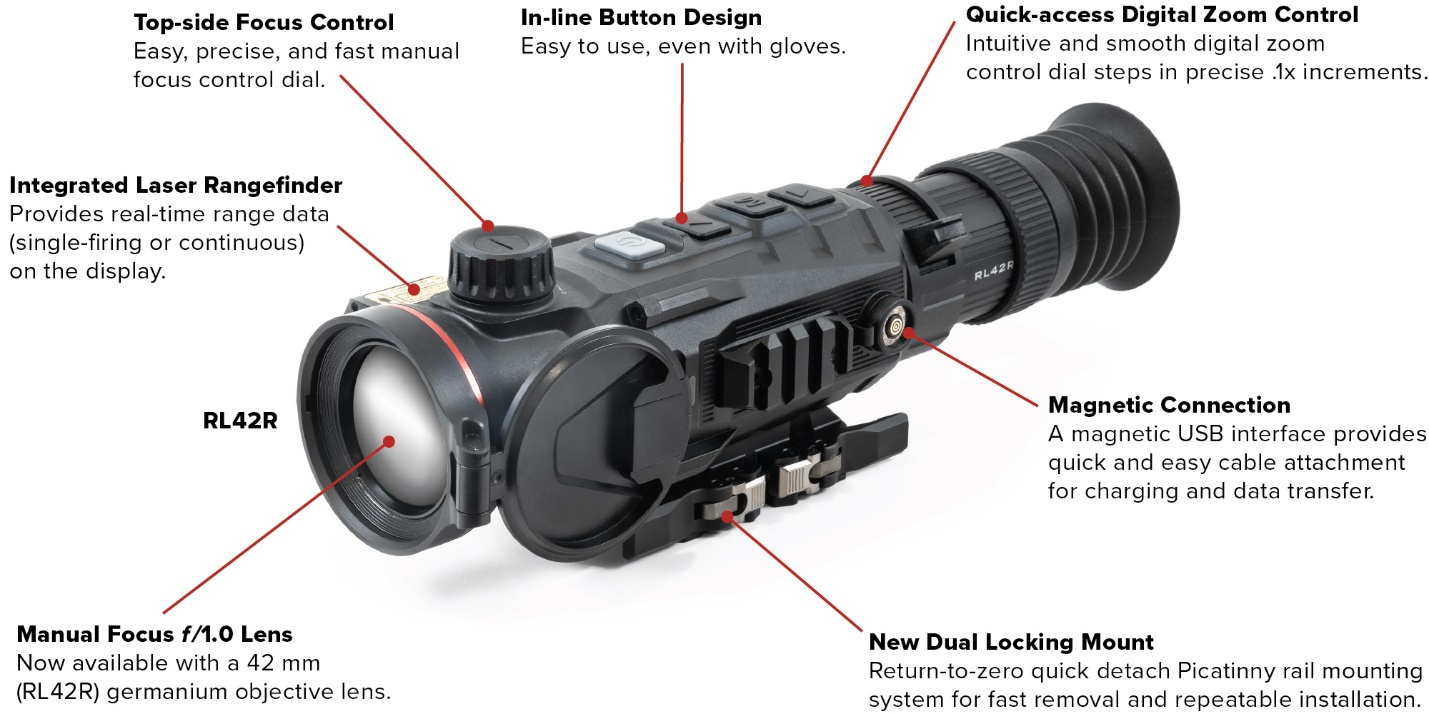 Top-side Focus Control
Easy, precise, and fast manual
focus control dial.
In-line Button Design
Easy to use, even with gloves.
Quick-access Digital Zoom Control
Intuitive and smooth digital zoom
control dial steps in precise .1x increments.
Integrated Laser Rangefinder
Provides real-time range data
(single-firing or continuous)
on the display.
M
RL42R
RL42R
Magnetic Connection
A magnetic USB interface provides
quick and easy cable attachment
for charging and data transfer.
Manual Focus f/1.0 Lens
Now available with a 42 mm
(RL42R) germanium objective lens.
New Dual Locking Mount
Return-to-zero quick detach Picatinny rail mounting
system for fast removal and repeatable installation.